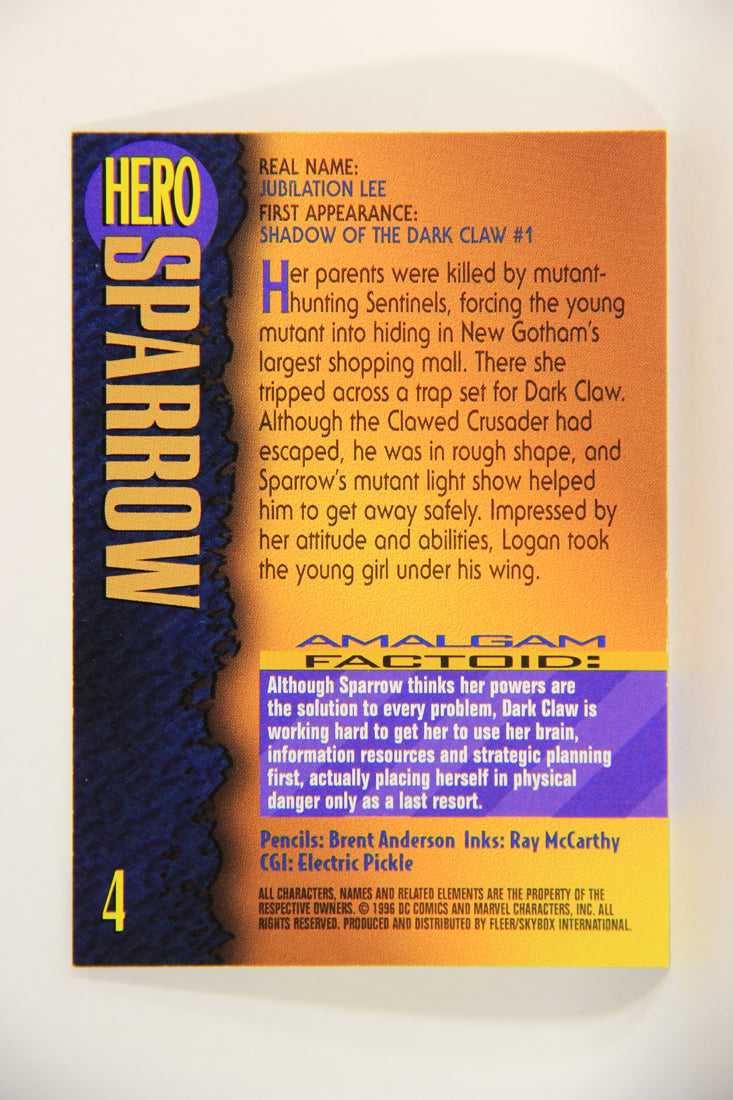 HERO
SPARROW
REAL NAME:
JUBILATION LEE
FIRST APPEARANCE:
SHADOW OF THE DARK CLAW #1
Her parents were killed by mutant-
hunting Sentinels, forcing the young
mutant into hiding in New Gotham's
largest shopping mall. There she
tripped across a trap set for Dark Claw.
Although the Clawed Crusader had
escaped, he was in rough shape, and
Sparrow's mutant light show helped
him to get away safely. Impressed by
her attitude and abilities, Logan took
the young girl under his wing.
AMALGAM
FACTOID:
Although Sparrow thinks her powers are
the solution to every problem, Dark Claw is
working hard to get her to use her brain,
information resources and strategic planning
first, actually placing herself in physical
danger only as a last resort.
Pencils: Brent Anderson Inks: Ray McCarthy
CGI: Electric Pickle
ALL CHARACTERS, NAMES AND RELATED ELEMENTS ARE THE PROPERTY OF THE
RESPECTIVE OWNERS. © 1996 DC COMICS AND MARVEL CHARACTERS, INC. ALL
RIGHTS RESERVED. PRODUCED AND DISTRIBUTED BY FLEER/SKYBOX INTERNATIONAL.
4